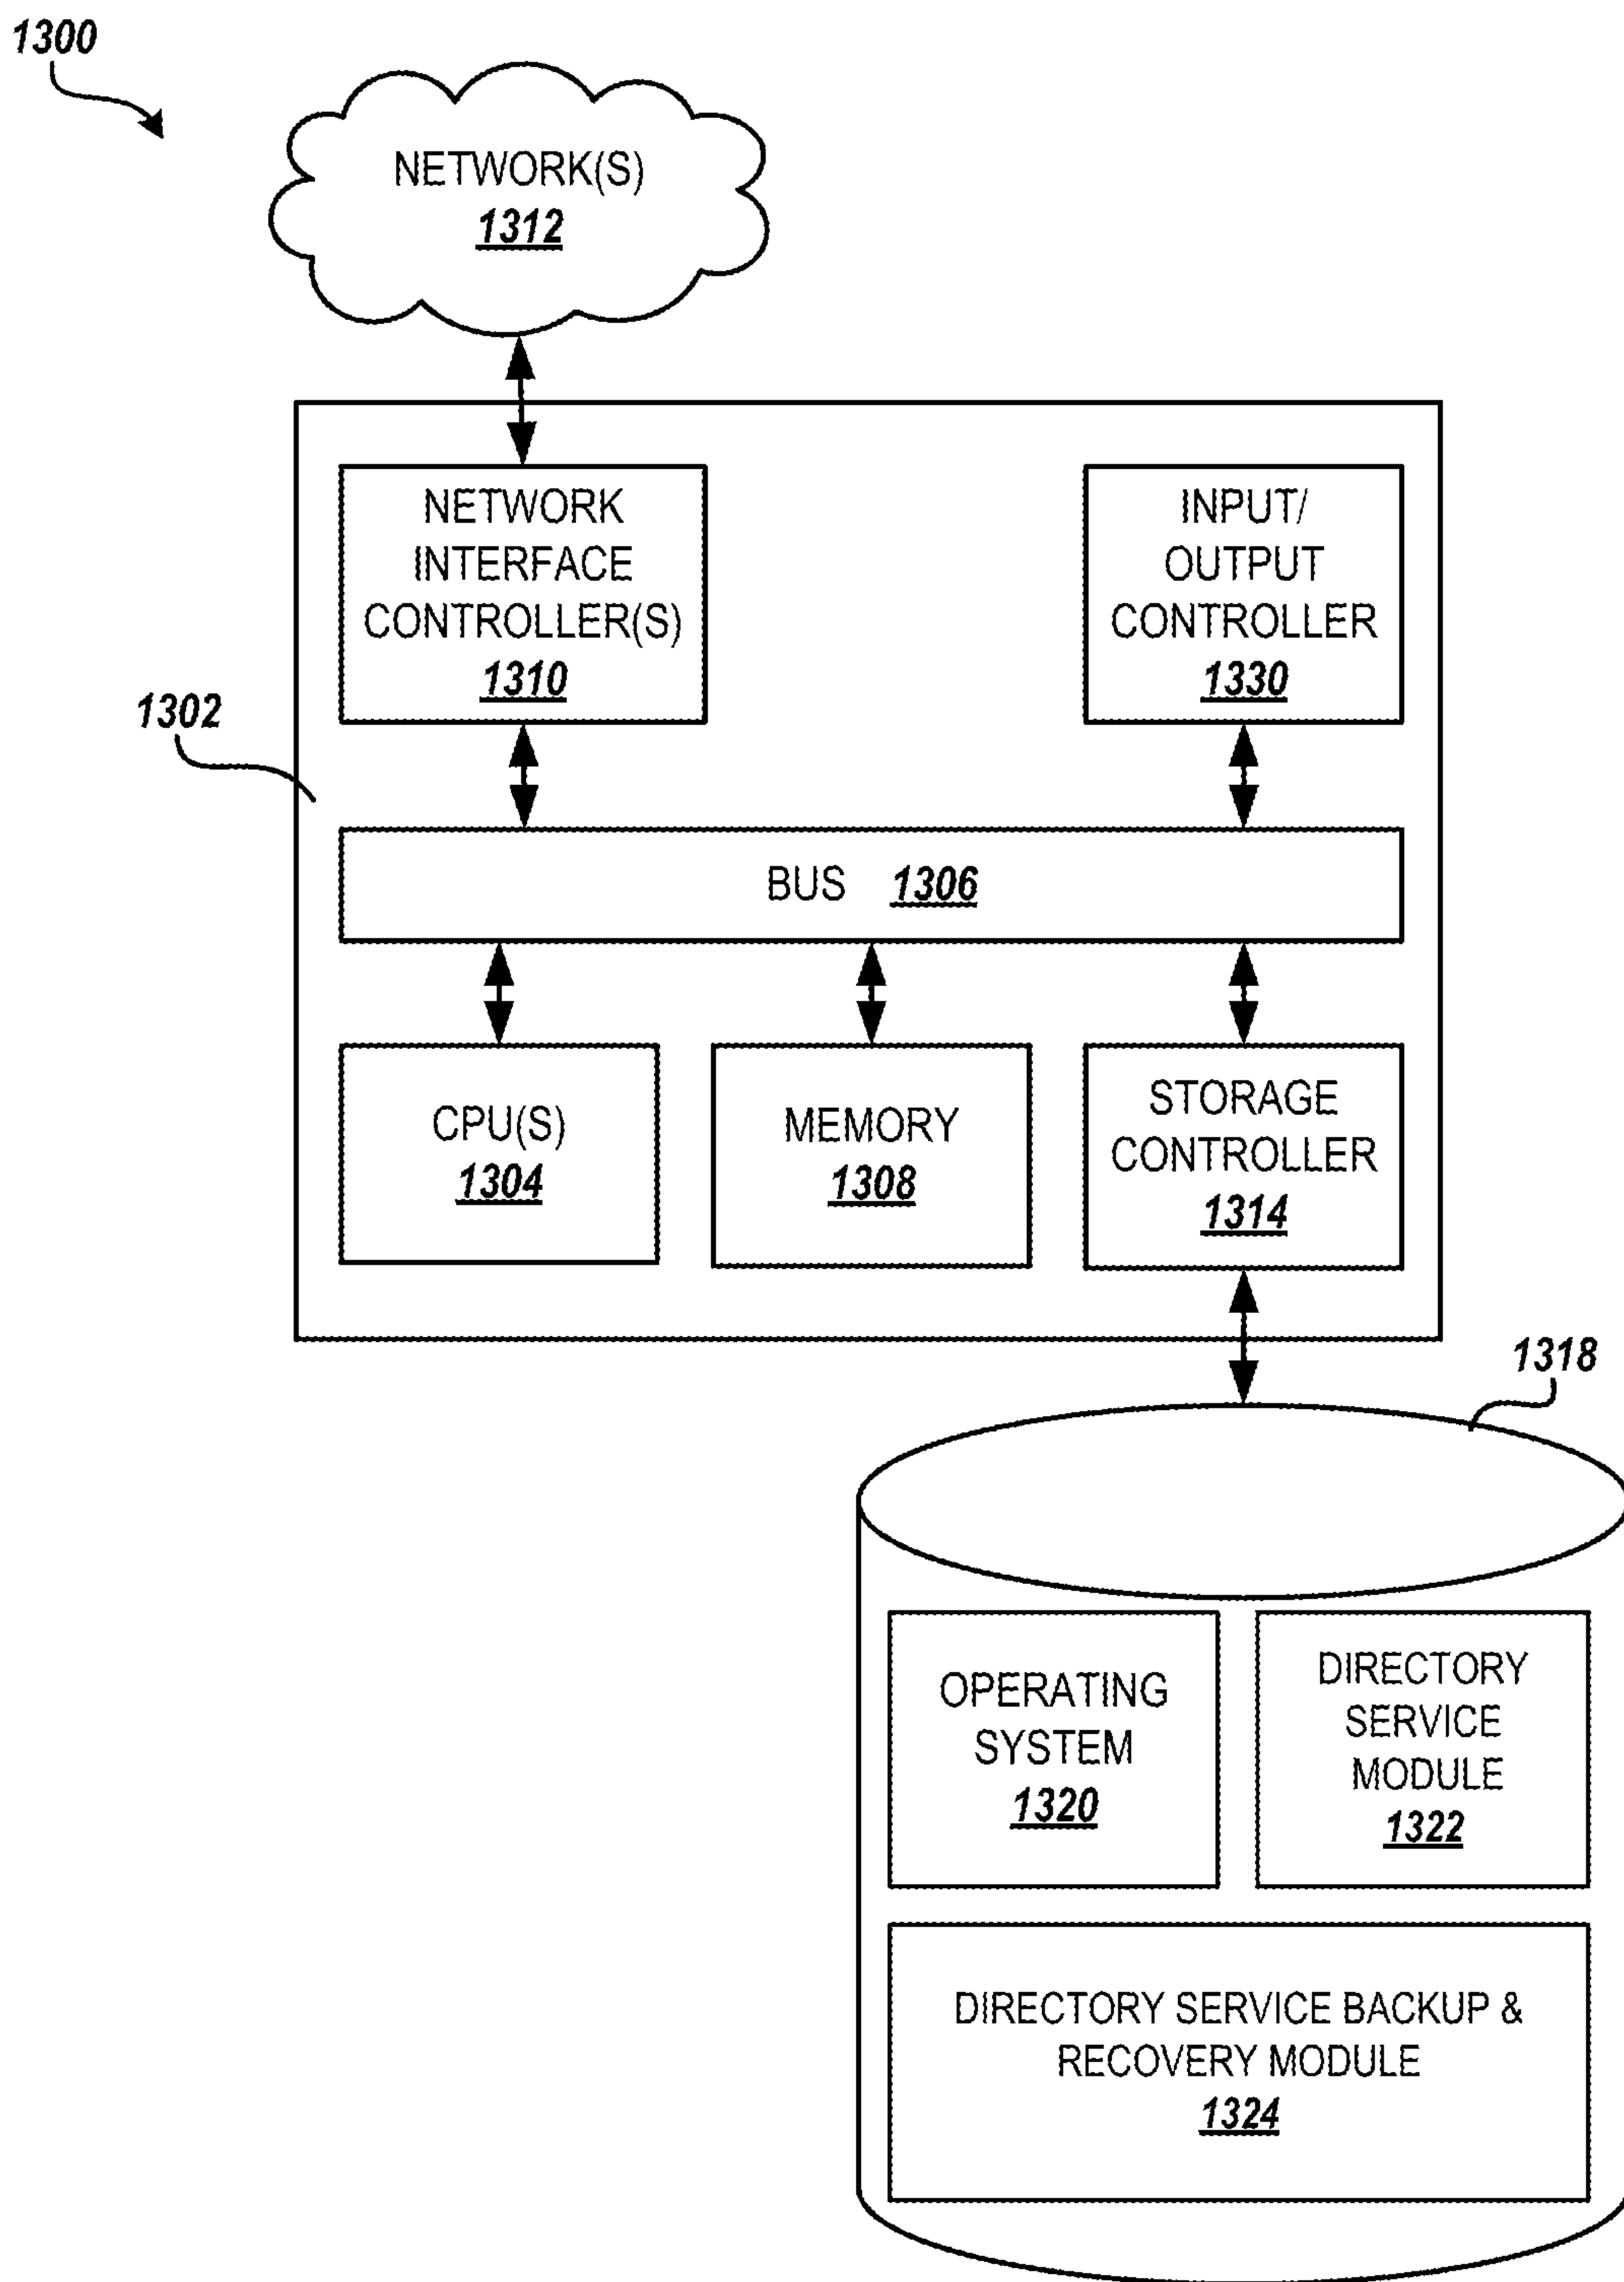 1300
NETWORK(S)
1312
NETWORK
INTERFACE
CONTROLLER(S)
1310
INPUT/
OUTPUT
CONTROLLER
1330
1302
BUS 1306
CPU(S)
1304
MEMORY
1308
STORAGE
CONTROLLER
1314
1318
OPERATING
SYSTEM
1320
DIRECTORY
SERVICE
MODULE
1322
DIRECTORY SERVICE BACKUP &
RECOVERY MODULE
1324